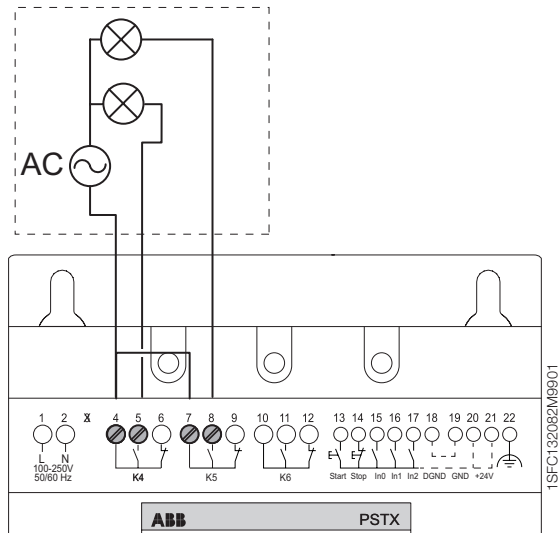 AC
1 2 X 4 5 6 7 8 9 10 11 12 13 14 15 16 17 18 19 20 21 22
L N
100-250V
50/60 Hz
K4 K5 K6
Start Stop In0 In1 In2 DGND GND +24V
ABB PSTX
1SFC132082M9901